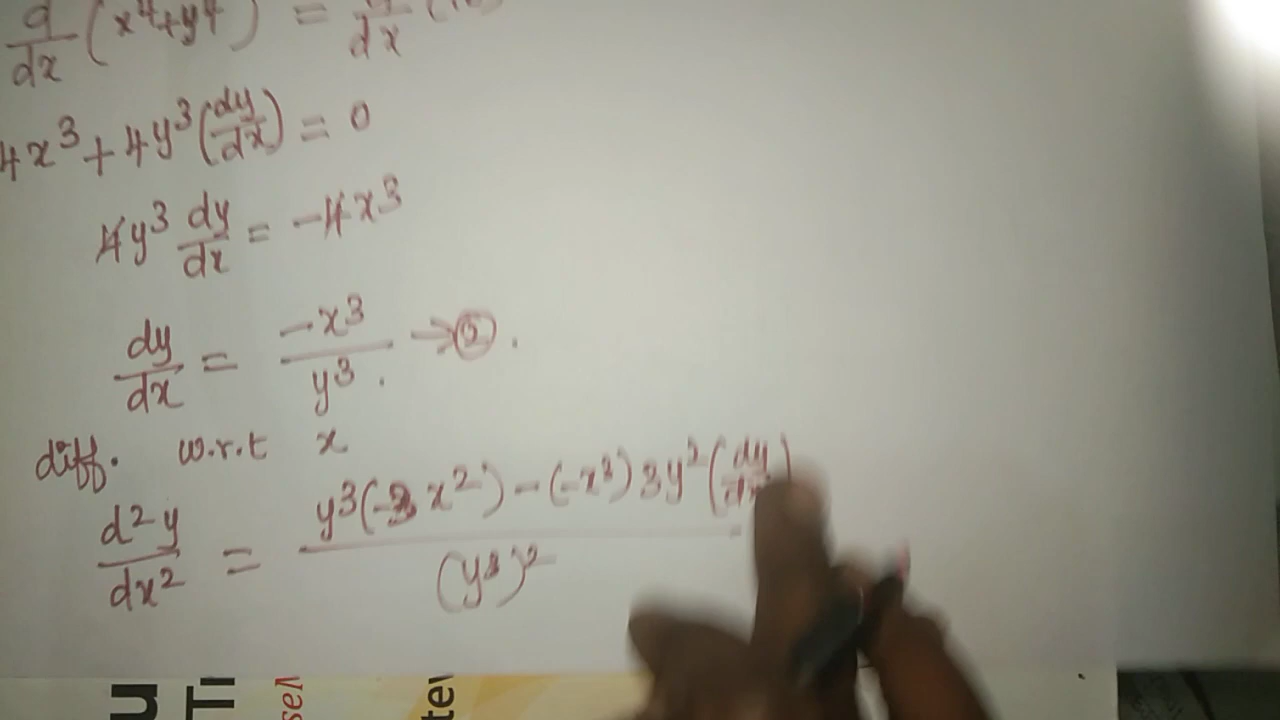 d/dx (x⁴+y⁴) = d/dx
4x³ + 4y³(dy/dx) = 0
4y³ dy/dx = -4x³
dy/dx = -x³/y³. → ②.
diff. w.r.t x
d²y/dx² = y³(-3x²) - (-x³)3y²(dy/dx) / (y³)²